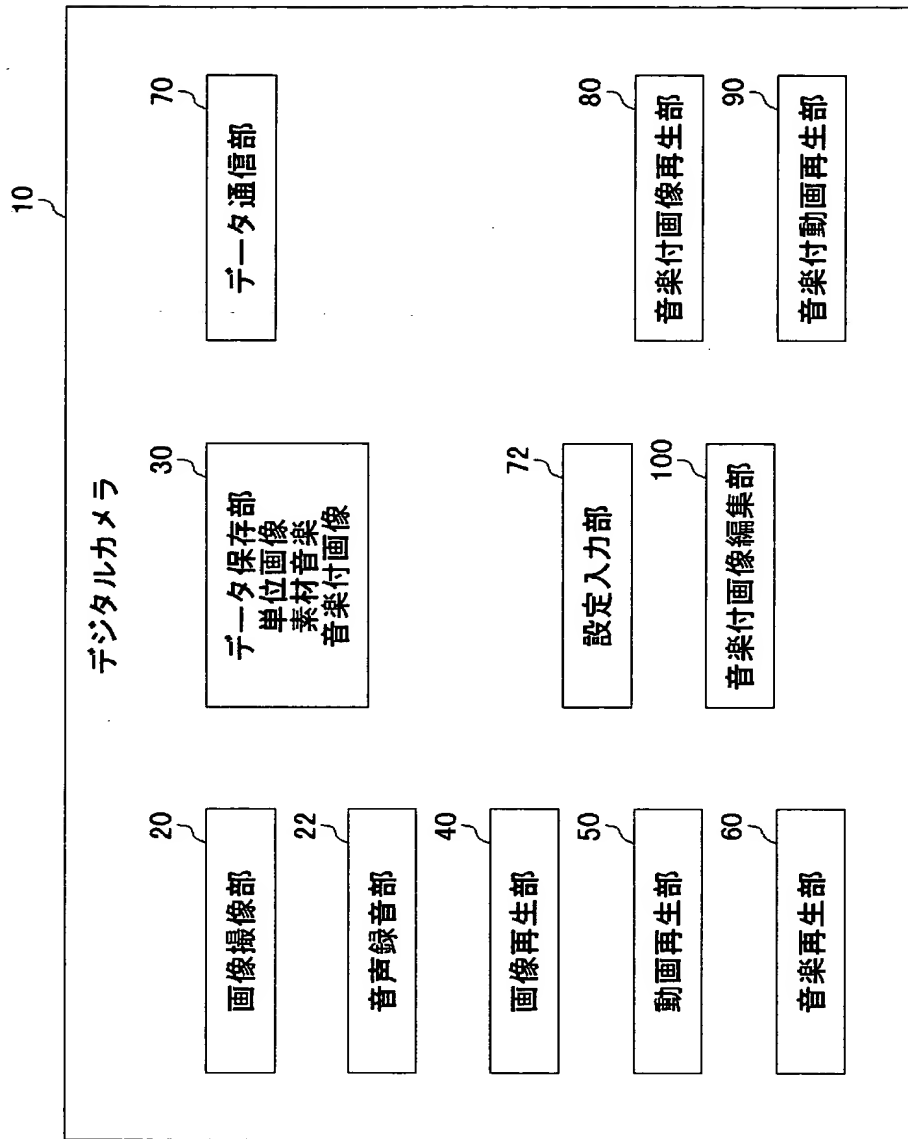 10
デジタルカメラ
20
画像撮像部
22
音声録音部
40
画像再生部
50
動画再生部
60
音楽再生部
30
データ保存部
単位画像
素材音楽
音楽付画像
72
設定入力部
100
音楽付画像編集部
70
データ通信部
80
音楽付画像再生部
90
音楽付動画再生部